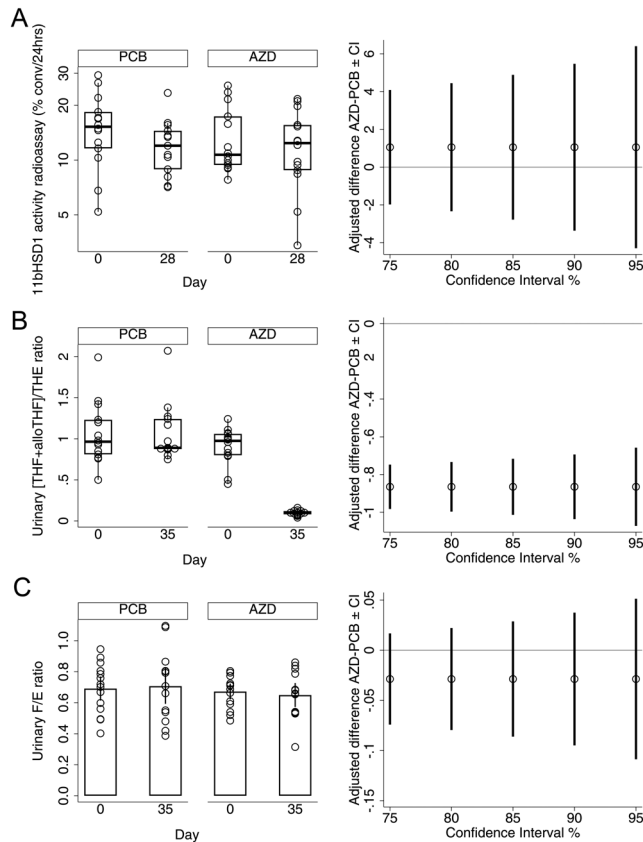 A
11bHSD1 activity radioassay (% conv/24hrs)
PCB
AZD
30
20
10
5
0
28
0
28
Day
Adjusted difference AZD-PCB ± CI
6
4
2
0
-2
-4
75
80
85
90
95
Confidence Interval %
B
Urinary [THF+alloTHF]/THE ratio
PCB
AZD
2
1.5
1
.5
0
0
35
0
35
Day
Adjusted difference AZD-PCB ± CI
0
-.2
-.4
-.6
-.8
-1
75
80
85
90
95
Confidence Interval %
C
Urinary F/E ratio
PCB
AZD
1.0
0.8
0.6
0.4
0.2
0.0
0
35
0
35
Day
Adjusted difference AZD-PCB ± CI
.05
0
-.05
-.1
-.15
75
80
85
90
95
Confidence Interval %